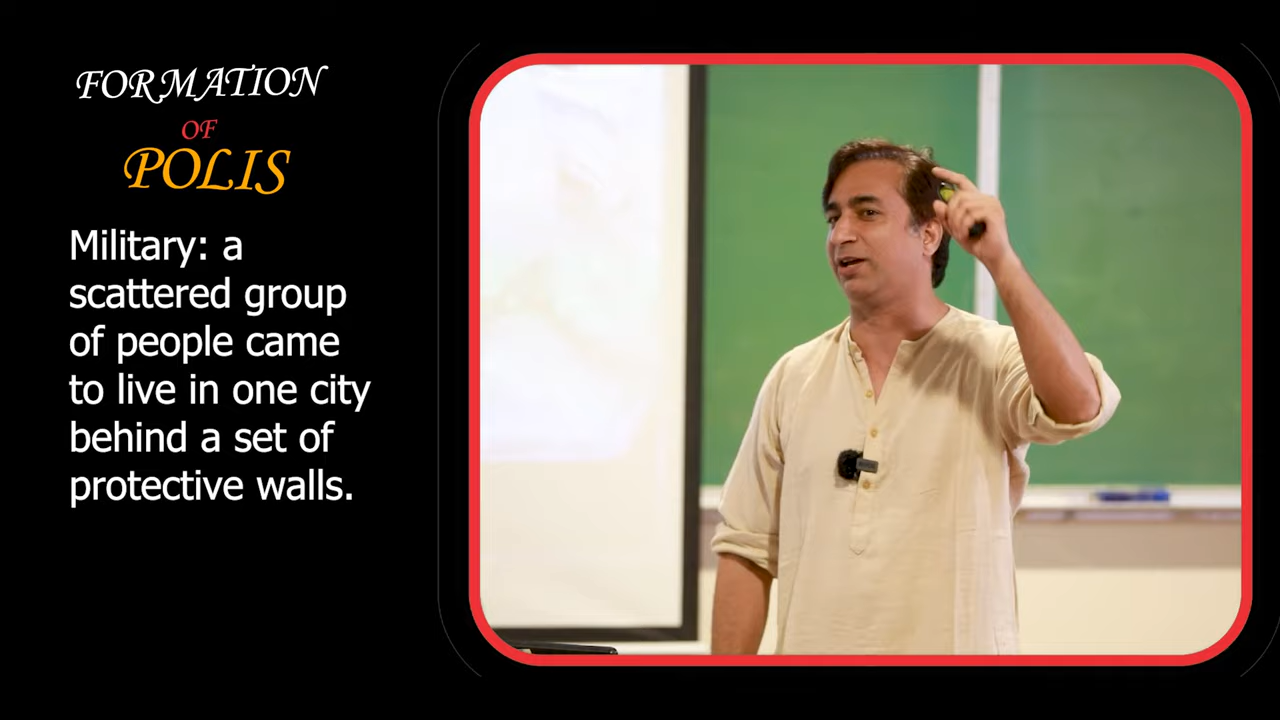 FORMATION
OF
POLIS
Military: a
scattered group
of people came
to live in one city
behind a set of
protective walls.